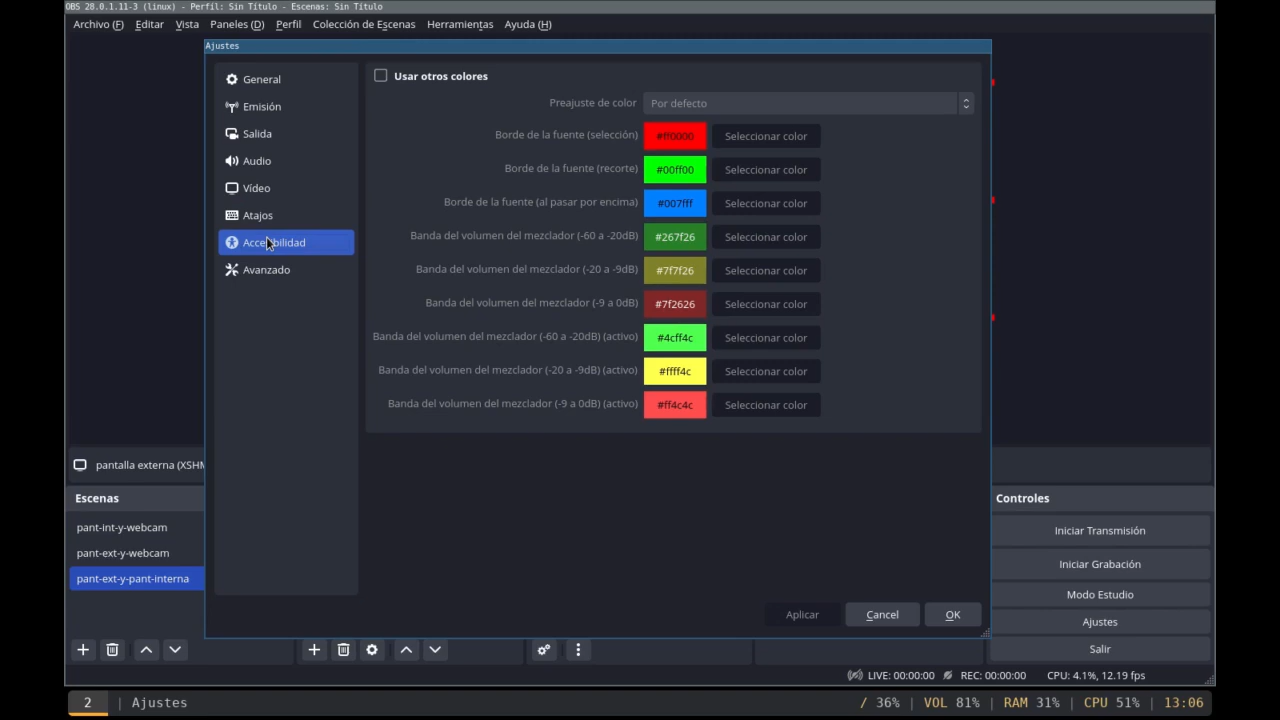 OBS 28.0.1.11-3 (linux) - Perfil: Sin Título - Escenas: Sin Título
Archivo (F) Editar Vista Paneles (D) Perfil Colección de Escenas Herramientas Ayuda (H)
Ajustes
General
Emisión
Salida
Audio
Vídeo
Atajos
Accesibilidad
Avanzado
Usar otros colores
Preajuste de color Por defecto
Borde de la fuente (selección) #ff0000 Seleccionar color
Borde de la fuente (recorte) #00ff00 Seleccionar color
Borde de la fuente (al pasar por encima) #007fff Seleccionar color
Banda del volumen del mezclador (-60 a -20dB) #267f26 Seleccionar color
Banda del volumen del mezclador (-20 a -9dB) #7f7f26 Seleccionar color
Banda del volumen del mezclador (-9 a 0dB) #7f2626 Seleccionar color
Banda del volumen del mezclador (-60 a -20dB) (activo) #4cff4c Seleccionar color
Banda del volumen del mezclador (-20 a -9dB) (activo) #ffff4c Seleccionar color
Banda del volumen del mezclador (-9 a 0dB) (activo) #ff4c4c Seleccionar color
Aplicar Cancel OK
pantalla externa (XSHM
Escenas
pant-int-y-webcam
pant-ext-y-webcam
pant-ext-y-pant-interna
Controles
Iniciar Transmisión
Iniciar Grabación
Modo Estudio
Ajustes
Salir
LIVE: 00:00:00 REC: 00:00:00 CPU: 4.1%, 12.19 fps
2 | Ajustes / 36% | VOL 81% | RAM 31% | CPU 51% | 13:06